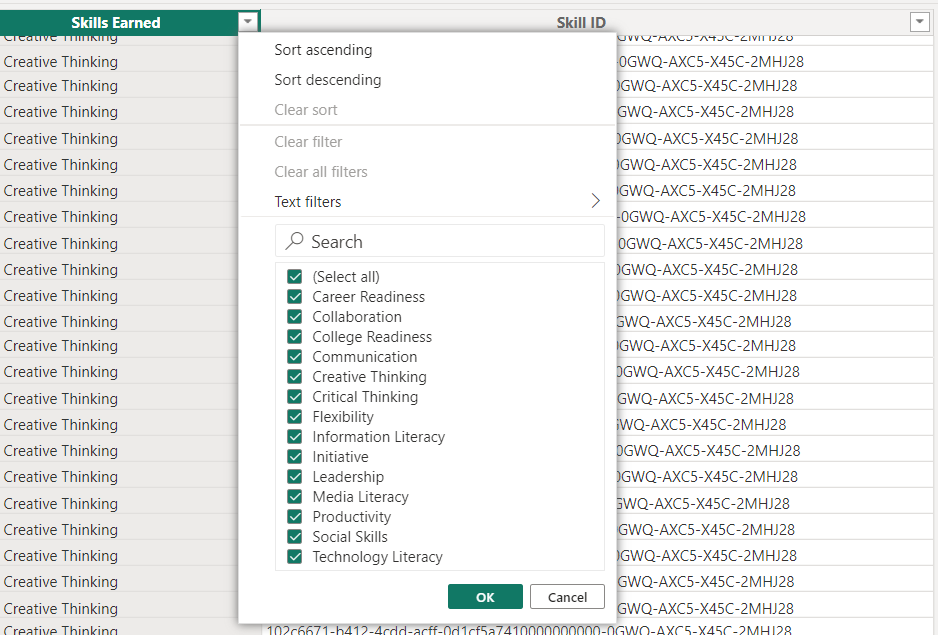 Skills Earned Skill ID
Creative Thinking GWQ-AXC5-X45C-2MHJ28
Creative Thinking -0GWQ-AXC5-X45C-2MHJ28
Creative Thinking 0GWQ-AXC5-X45C-2MHJ28
Creative Thinking GWQ-AXC5-X45C-2MHJ28
Creative Thinking 0GWQ-AXC5-X45C-2MHJ28
Creative Thinking 0GWQ-AXC5-X45C-2MHJ28
Creative Thinking GWQ-AXC5-X45C-2MHJ28
Creative Thinking -0GWQ-AXC5-X45C-2MHJ28
Creative Thinking 0GWQ-AXC5-X45C-2MHJ28
Creative Thinking 0GWQ-AXC5-X45C-2MHJ28
Creative Thinking 0GWQ-AXC5-X45C-2MHJ28
Creative Thinking GWQ-AXC5-X45C-2MHJ28
Creative Thinking 0GWQ-AXC5-X45C-2MHJ28
Creative Thinking 0GWQ-AXC5-X45C-2MHJ28
Creative Thinking GWQ-AXC5-X45C-2MHJ28
Creative Thinking GWQ-AXC5-X45C-2MHJ28
Creative Thinking 0GWQ-AXC5-X45C-2MHJ28
Creative Thinking 0GWQ-AXC5-X45C-2MHJ28
Creative Thinking GWQ-AXC5-X45C-2MHJ28
Creative Thinking GWQ-AXC5-X45C-2MHJ28
Creative Thinking 0GWQ-AXC5-X45C-2MHJ28
Creative Thinking GWQ-AXC5-X45C-2MHJ28
Creative Thinking GWQ-AXC5-X45C-2MHJ28
Creative Thinking 102c6671-b412-4cdd-acff-0d1cf5a7410000000000-0GWQ-AXC5-X45C-2MHJ28
Sort ascending
Sort descending
Clear sort
Clear filter
Clear all filters
Text filters
Search
(Select all)
Career Readiness
Collaboration
College Readiness
Communication
Creative Thinking
Critical Thinking
Flexibility
Information Literacy
Initiative
Leadership
Media Literacy
Productivity
Social Skills
Technology Literacy
OK Cancel